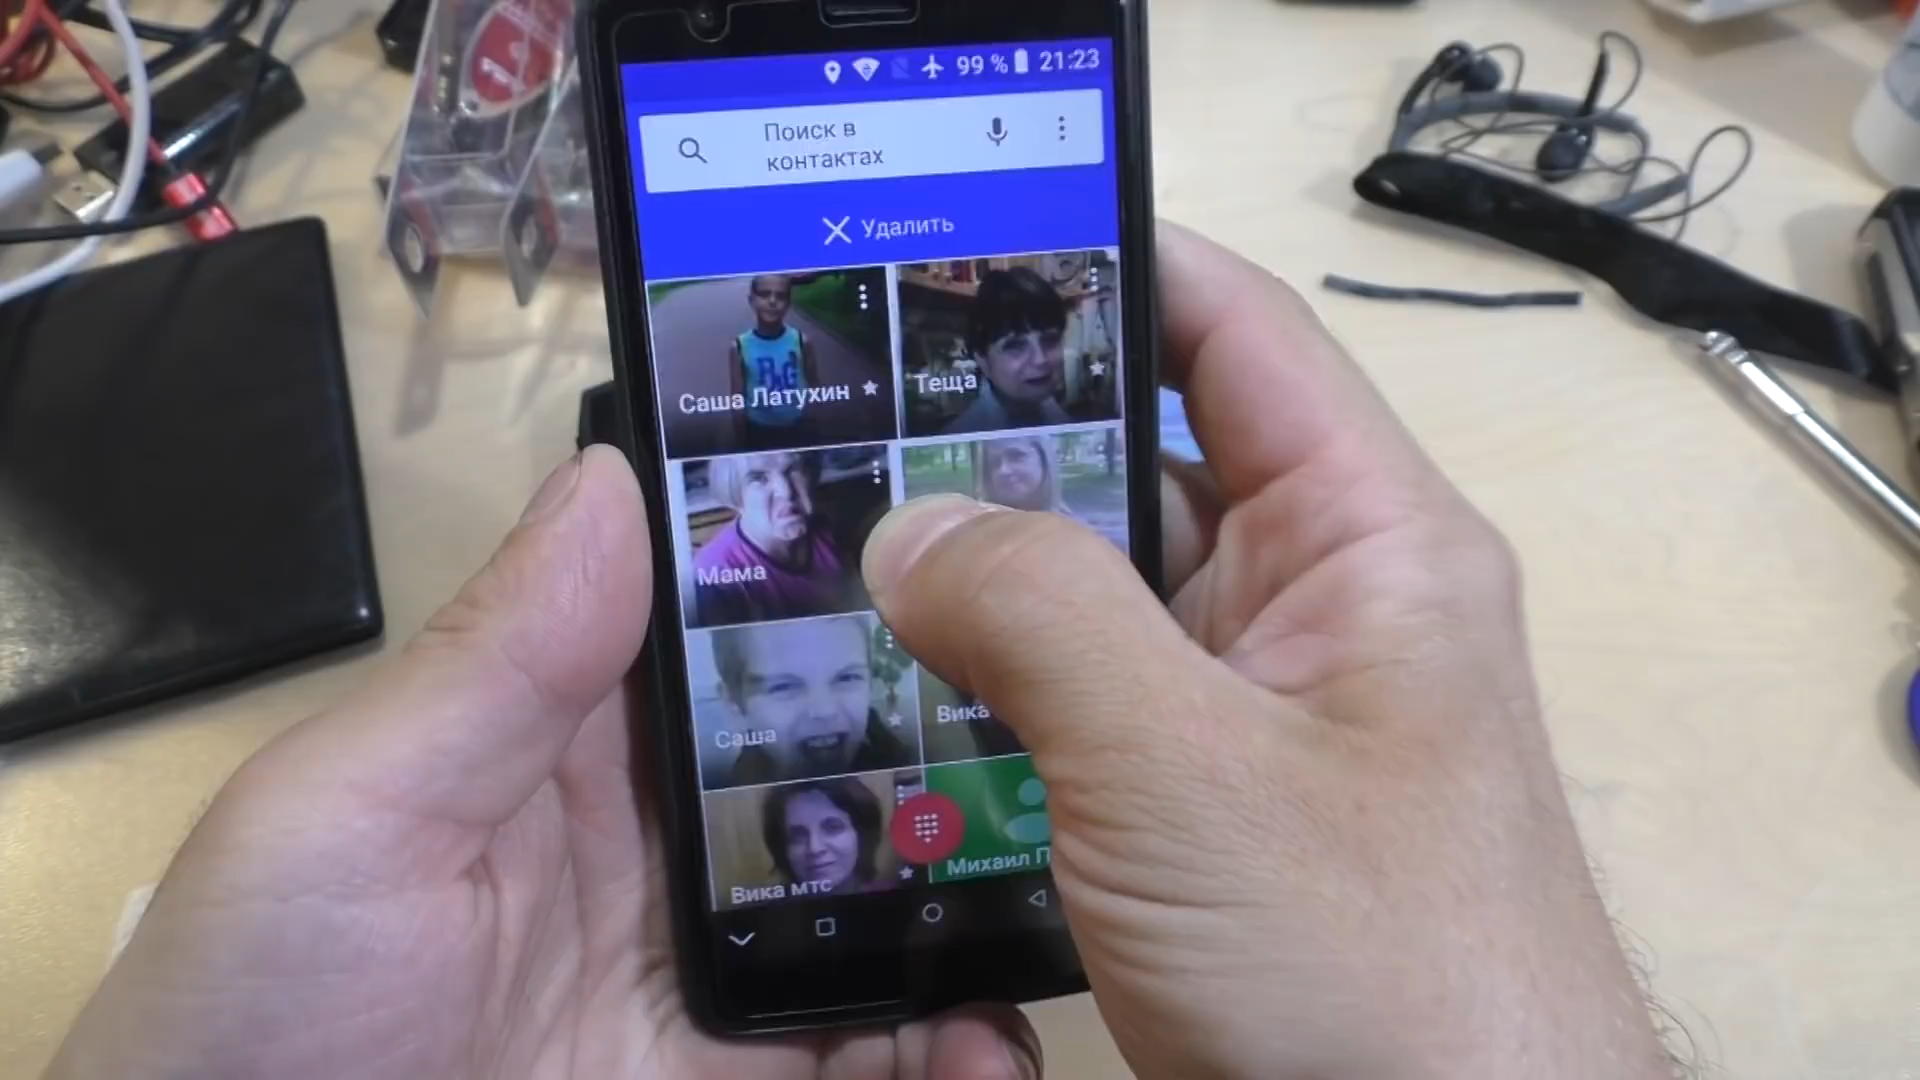 99 % 21:23
Поиск в
контактах
Удалить
Саша Латухин
Теща
Мама
Саша
Вика
Вика мтс
Михаил П